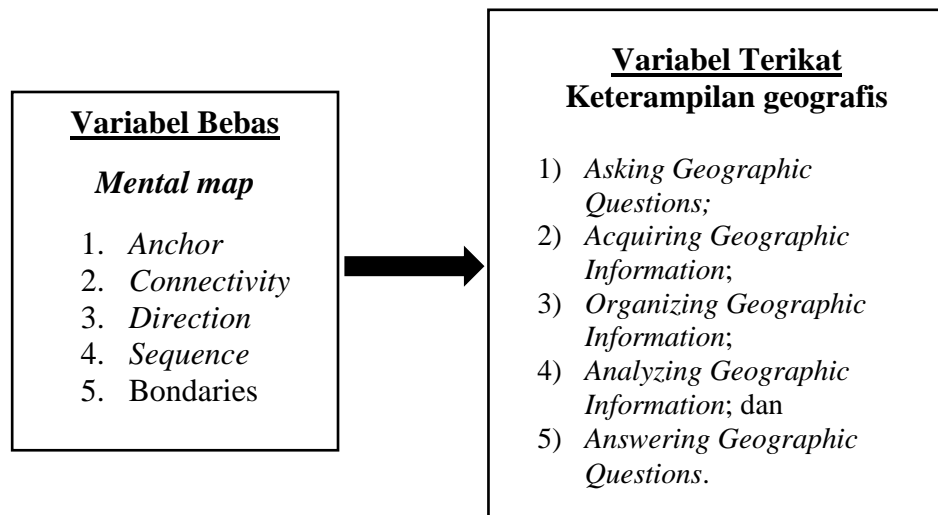 Variabel Bebas
Mental map
1. Anchor
2. Connectivity
3. Direction
4. Sequence
5. Bondaries
Variabel Terikat
Keterampilan geografis
1) Asking Geographic
Questions;
2) Acquiring Geographic
Information;
3) Organizing Geographic
Information;
4) Analyzing Geographic
Information; dan
5) Answering Geographic
Questions.